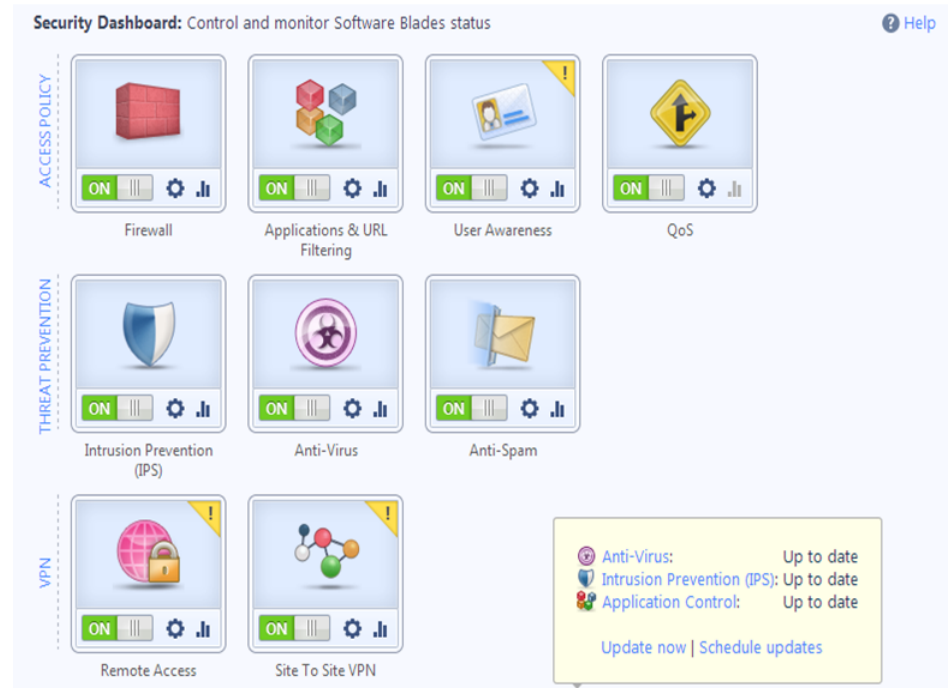 Security Dashboard: Control and monitor Software Blades status
? Help
ACCESS POLICY
!
ON
ON
ON
ON
Firewall
Applications & URL
Filtering
User Awareness
QoS
THREAT PREVENTION
ON
ON
ON
Intrusion Prevention
(IPS)
Anti-Virus
Anti-Spam
VPN
!
!
ON
ON
Remote Access
Site To Site VPN
Anti-Virus: Up to date
Intrusion Prevention (IPS): Up to date
Application Control: Up to date
Update now | Schedule updates